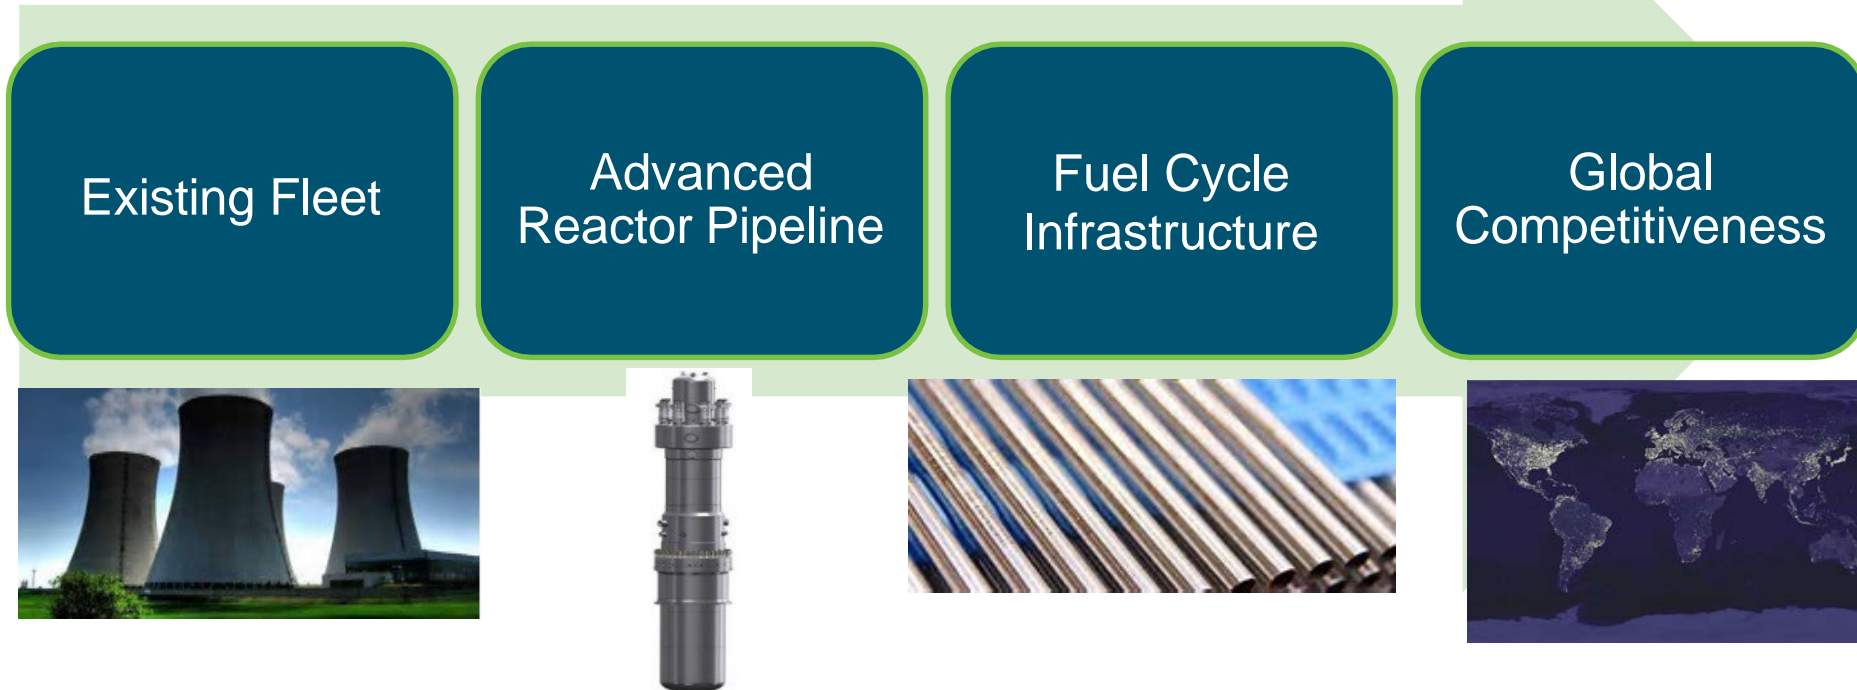 Existing Fleet
Advanced
Reactor Pipeline
Fuel Cycle
Infrastructure
Global
Competitiveness